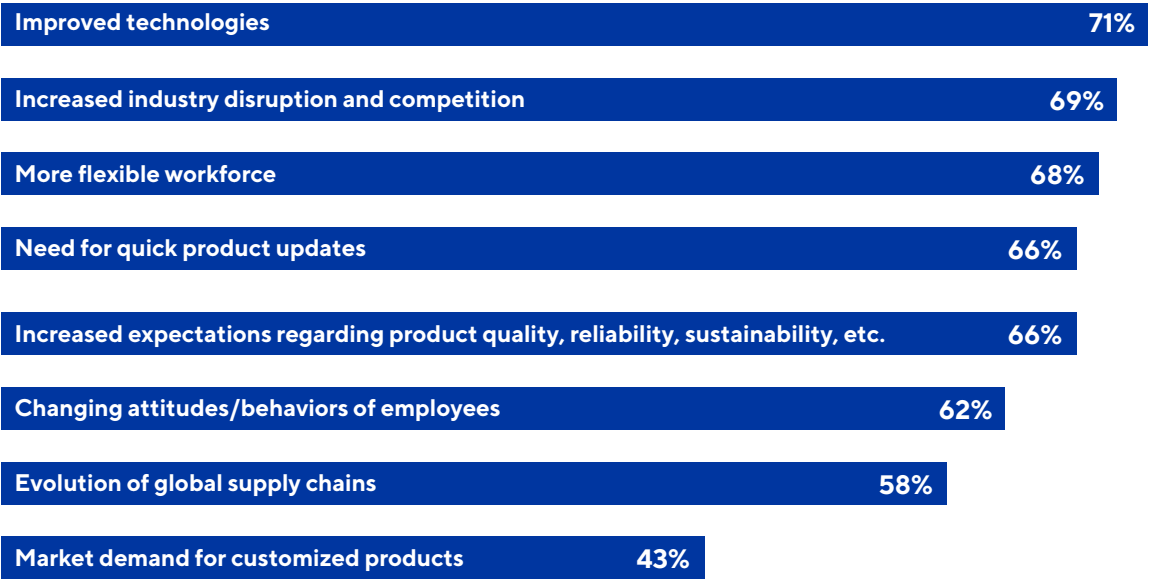 Improved technologies 71%
Increased industry disruption and competition 69%
More flexible workforce 68%
Need for quick product updates 66%
Increased expectations regarding product quality, reliability, sustainability, etc. 66%
Changing attitudes/behaviors of employees 62%
Evolution of global supply chains 58%
Market demand for customized products 43%